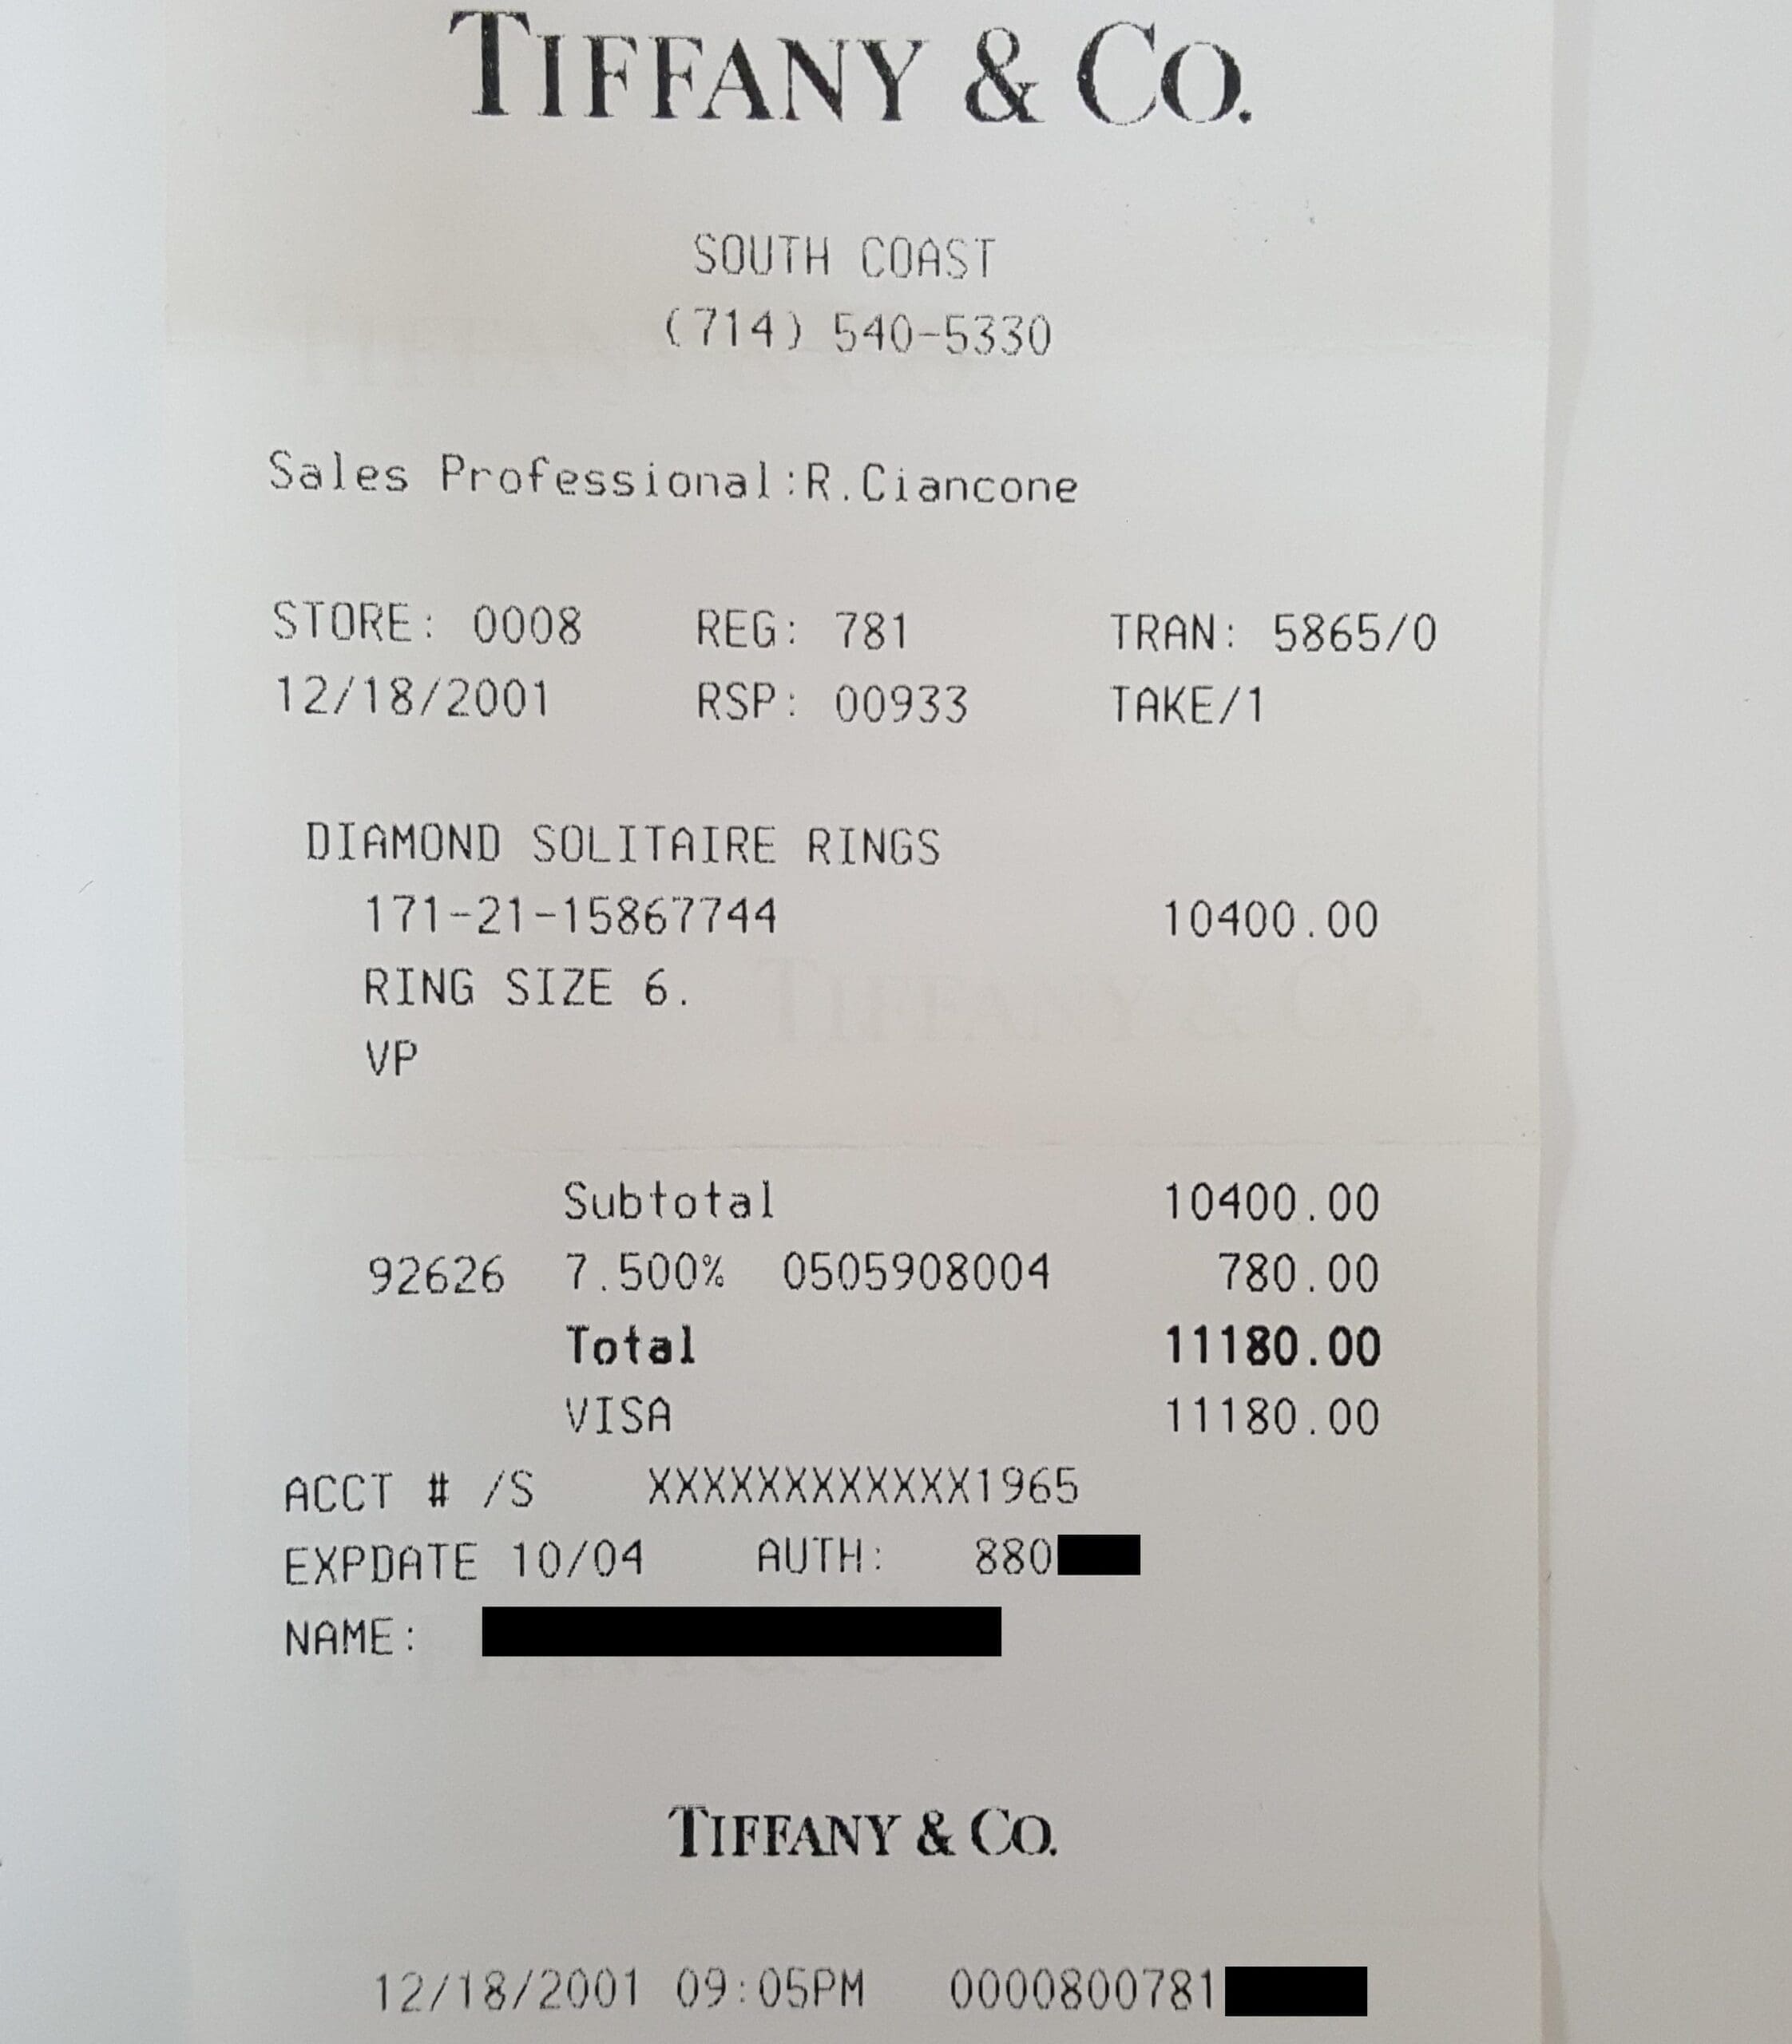 TIFFANY & CO.
SOUTH COAST
(714) 540-5330
Sales Professional:R.Ciancone
STORE: 0008 REG: 781 TRAN: 5865/0
12/18/2001 RSP: 00933 TAKE/1
DIAMOND SOLITAIRE RINGS
171-21-15867744 10400.00
RING SIZE 6.
VP
TIFFANY & CO.
Subtotal 10400.00
92626 7.500% 0505908004 780.00
Total 11180.00
VISA 11180.00
ACCT # /S XXXXXXXXXXXX1965
EXPDATE 10/04 AUTH: 880
NAME:
TIFFANY & CO.
12/18/2001 09:05PM 0000800781